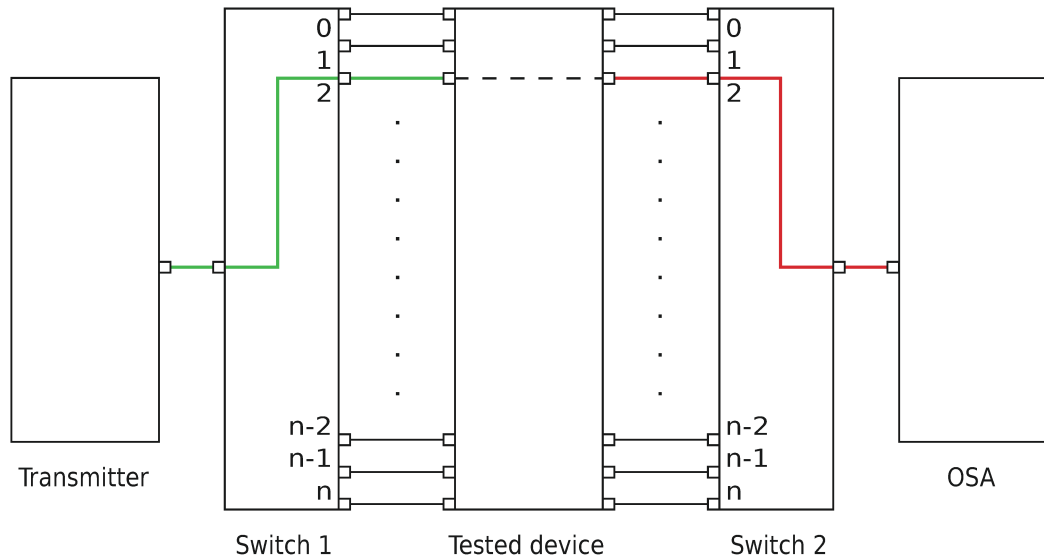 0 0
1 1
2 2
n-2 n-2
n-1 n-1
n n
Transmitter OSA
Switch 1 Tested device Switch 2